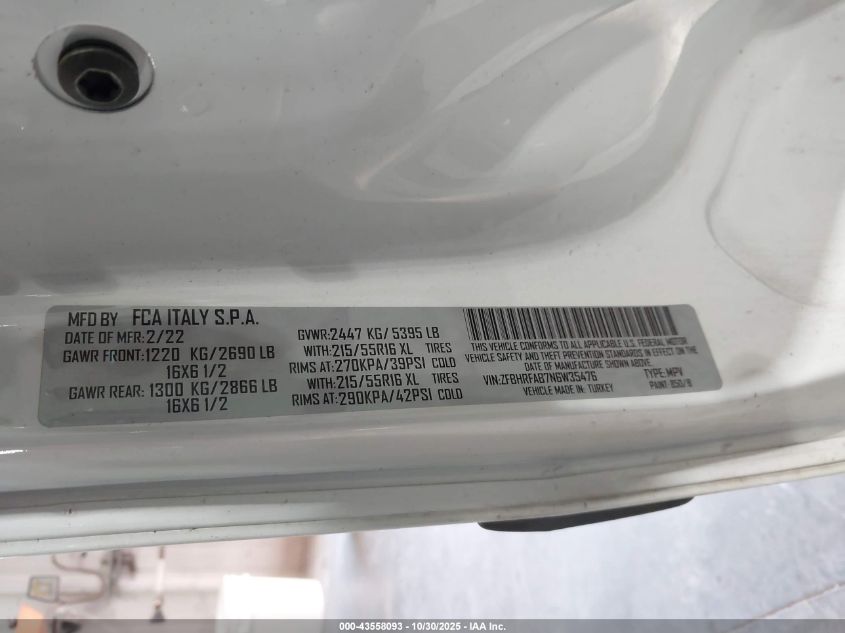 MFD BY FCA ITALY S.P.A.
DATE OF MFR:2/22
GAWR FRONT:1220 KG/2690 LB
16X6 1/2
GAWR REAR: 1300 KG/2866 LB
16X6 1/2
GVWR:2447 KG/ 5395 LB
WITH:215/55R16 XL TIRES
RIMS AT:270KPA/39PSI COLD
WITH:215/55R16 XL TIRES
RIMS AT:290KPA/42PSI COLD
THIS VEHICLE CONFORMS TO ALL APPLICABLE U.S. FEDERAL MOTOR
VEHICLE SAFETY AND THEFT PREVENTION STANDARDS IN EFFECT ON THE
DATE OF MANUFACTURE SHOWN ABOVE.
VIN:ZFBHRFAB7N6W35476 TYPE:MPV
VEHICLE MADE IN: TURKEY PAINT: 850/B
000-43558093 - 10/30/2025 - IAA Inc.